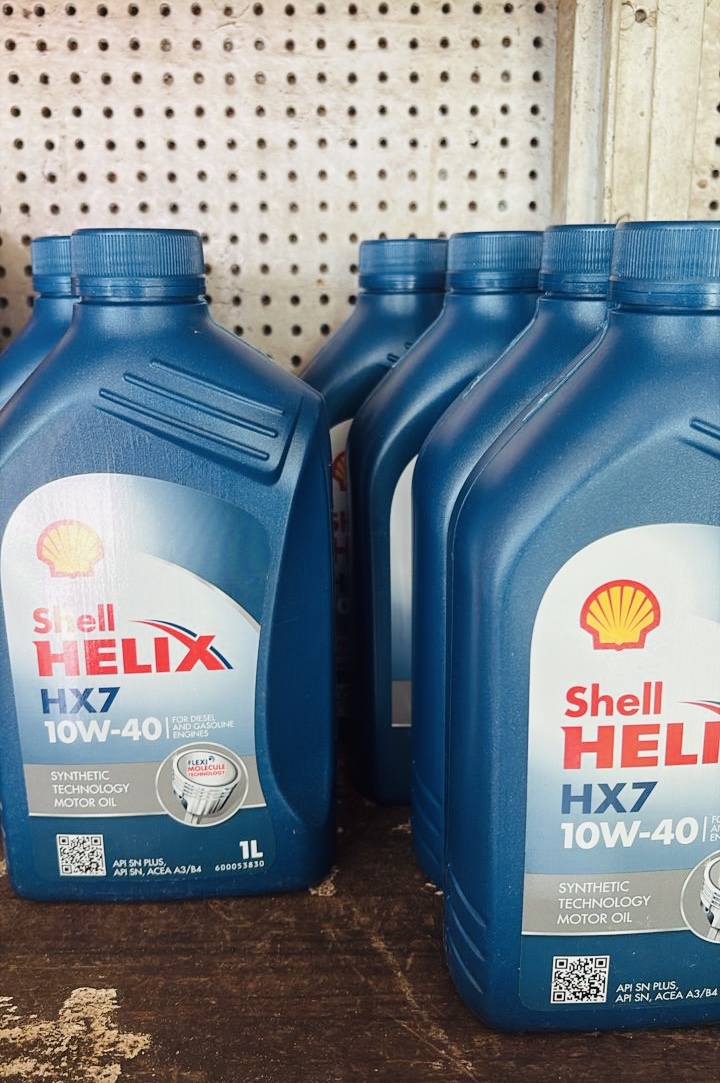 Shell
HELIX
HX7
10W-40
FOR DIESEL
AND GASOLINE
ENGINES
FLEXI
MOLECULE
TECHNOLOGY
SYNTHETIC
TECHNOLOGY
MOTOR OIL
API SN PLUS,
API SN, ACEA A3/B4
1L
600053830
Shell
HELI
HX7
10W-40
SYNTHETIC
TECHNOLOGY
MOTOR OIL
API SN PLUS,
API SN, ACEA A3/B4